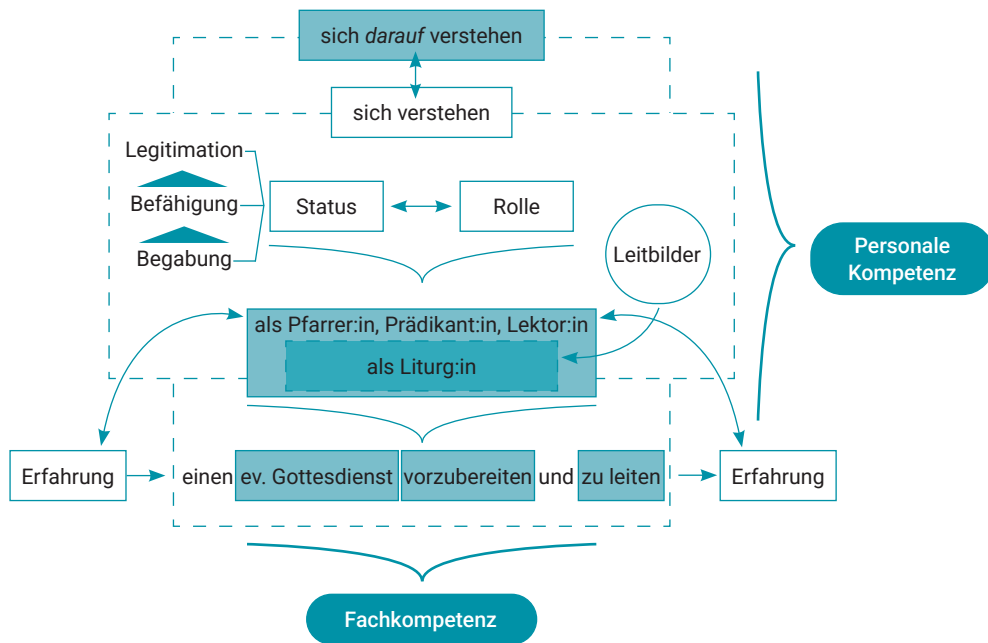 sich darauf verstehen
sich verstehen
Legitimation
Befähigung
Begabung
Status
Rolle
Leitbilder
Personale
Kompetenz
als Pfarrer:in, Prädikant:in, Lektor:in
als Liturg:in
Erfahrung
einen ev. Gottesdienst vorzubereiten und zu leiten
Erfahrung
Fachkompetenz